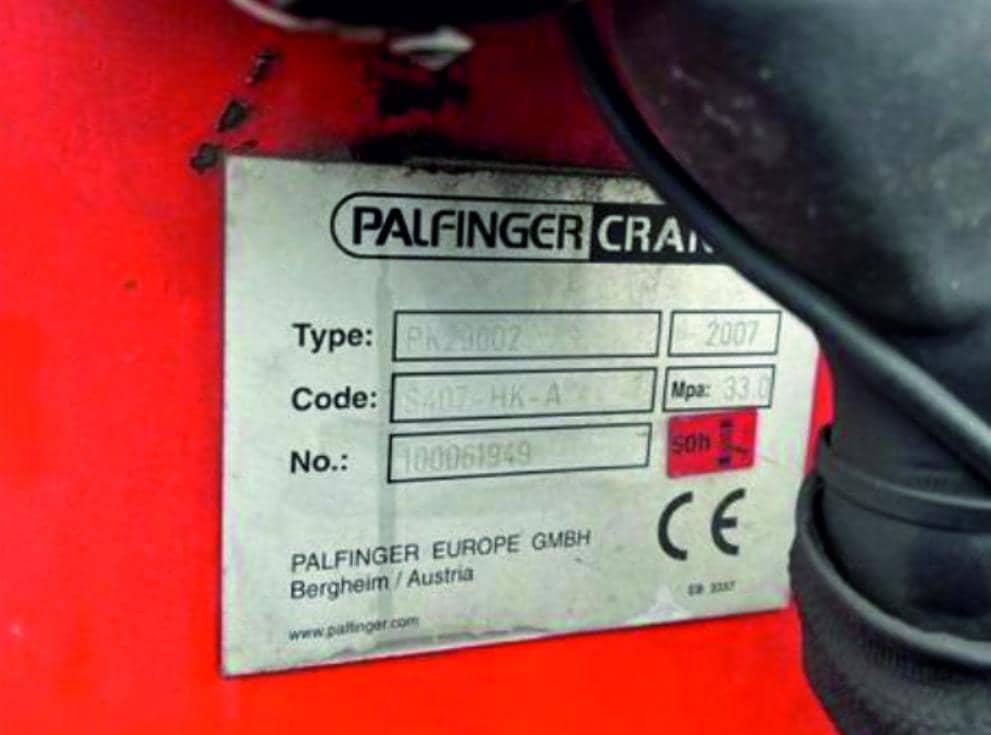 PALFINGER CRAN
Type: PK29002 2007
Code: S407-HK-A Mpa: 33.0
No.: 100061949
50h
CE
PALFINGER EUROPE GMBH
Bergheim / Austria
www.palfinger.com